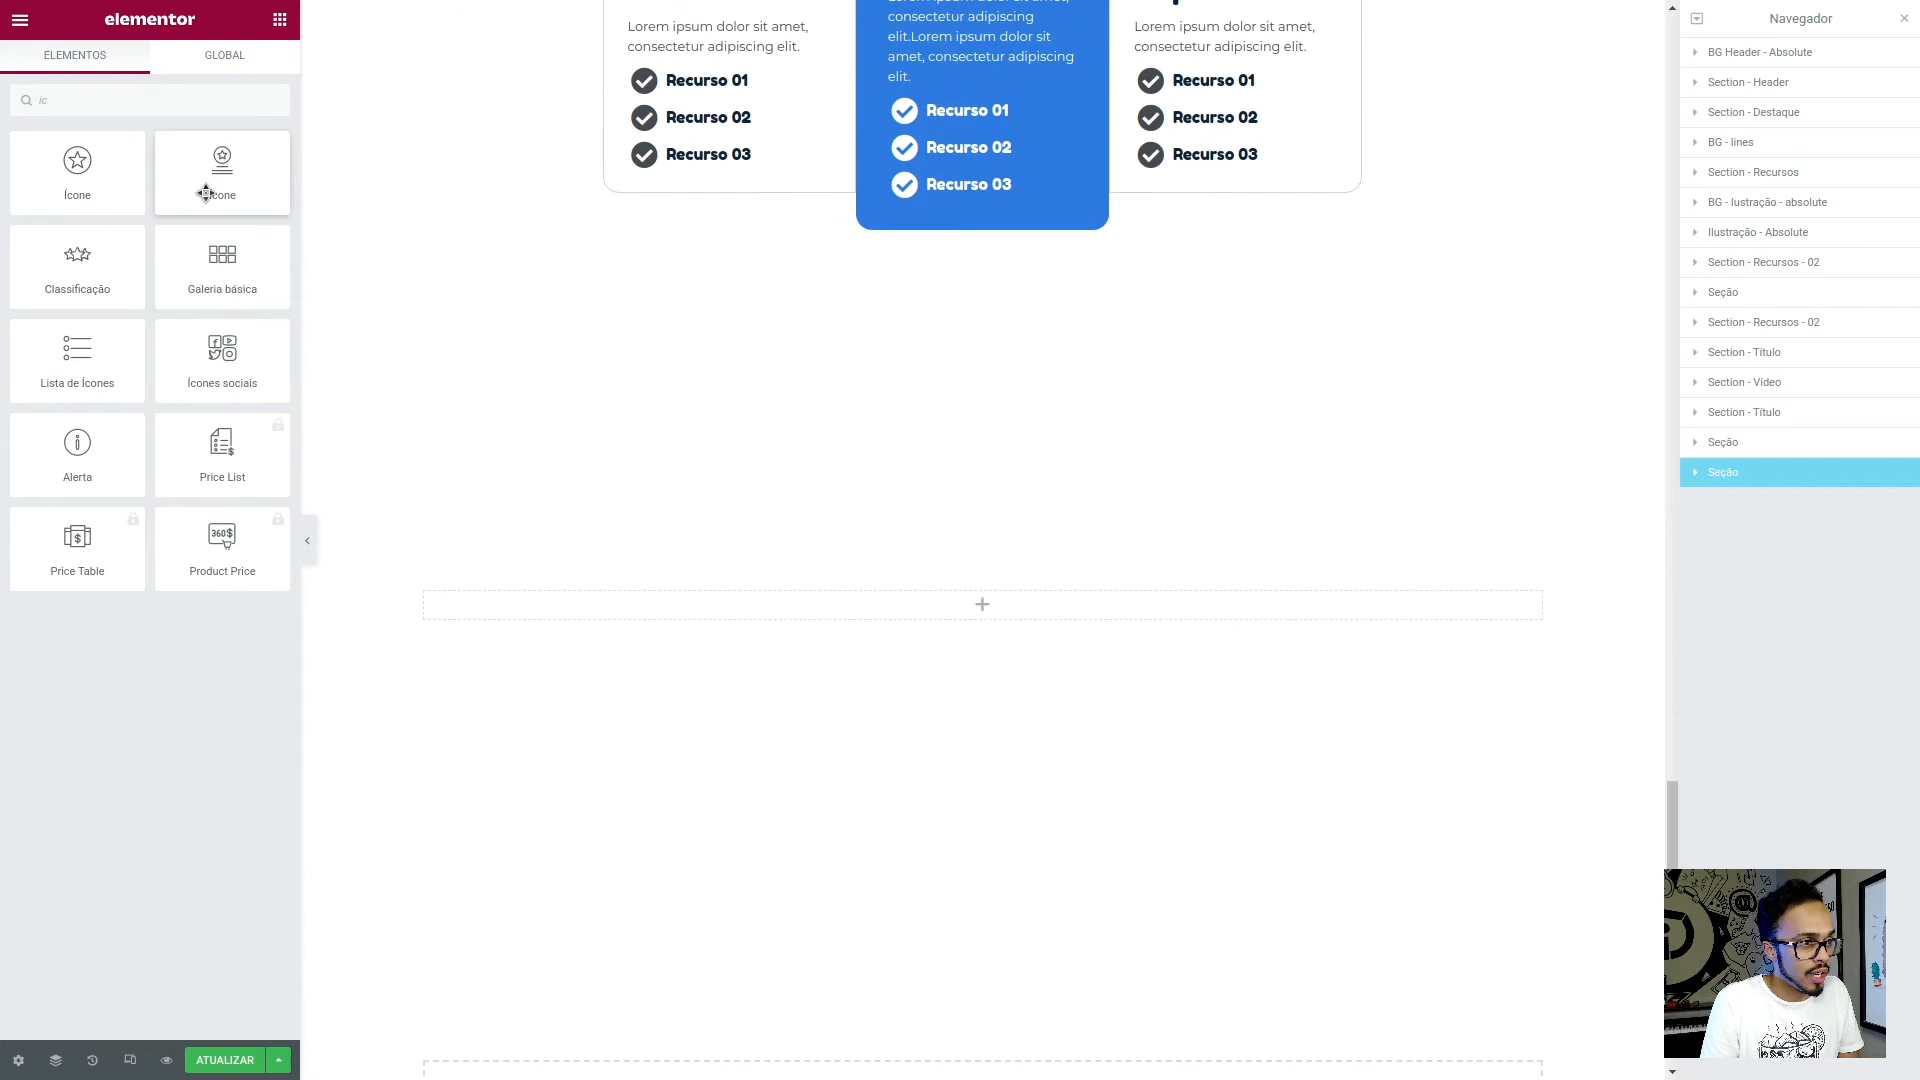 elementor
ELEMENTOS
GLOBAL
ic
Ícone
Classificação
Galeria básica
Lista de Ícones
Ícones sociais
Alerta
Price List
Price Table
360$
Product Price
ATUALIZAR
Lorem ipsum dolor sit amet,
consectetur adipiscing elit.
Recurso 01
Recurso 02
Recurso 03
consectetur adipiscing
elit.Lorem ipsum dolor sit
amet, consectetur adipiscing
elit.
Recurso 01
Recurso 02
Recurso 03
Lorem ipsum dolor sit amet,
consectetur adipiscing elit.
Recurso 01
Recurso 02
Recurso 03
Navegador
BG Header - Absolute
Section - Header
Section - Destaque
BG - lines
Section - Recursos
BG - lustração - absolute
Ilustração - Absolute
Section - Recursos - 02
Seção
Section - Recursos - 02
Section - Título
Section - Vídeo
Section - Título
Seção
Seção